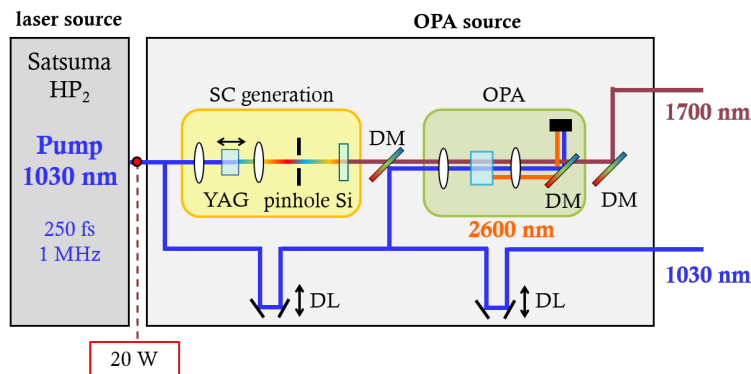 laser source
OPA source
Satsuma
HP₂
Pump
1030 nm
250 fs
1 MHz
20 W
SC generation
YAG
pinhole
Si
DM
OPA
DM
2600 nm
DM
1700 nm
1030 nm
DL
DL